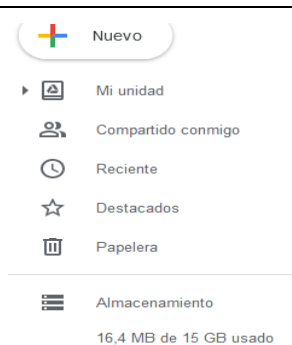 Nuevo
Mi unidad
Compartido conmigo
Reciente
Destacados
Papelera
Almacenamiento
16,4 MB de 15 GB usado